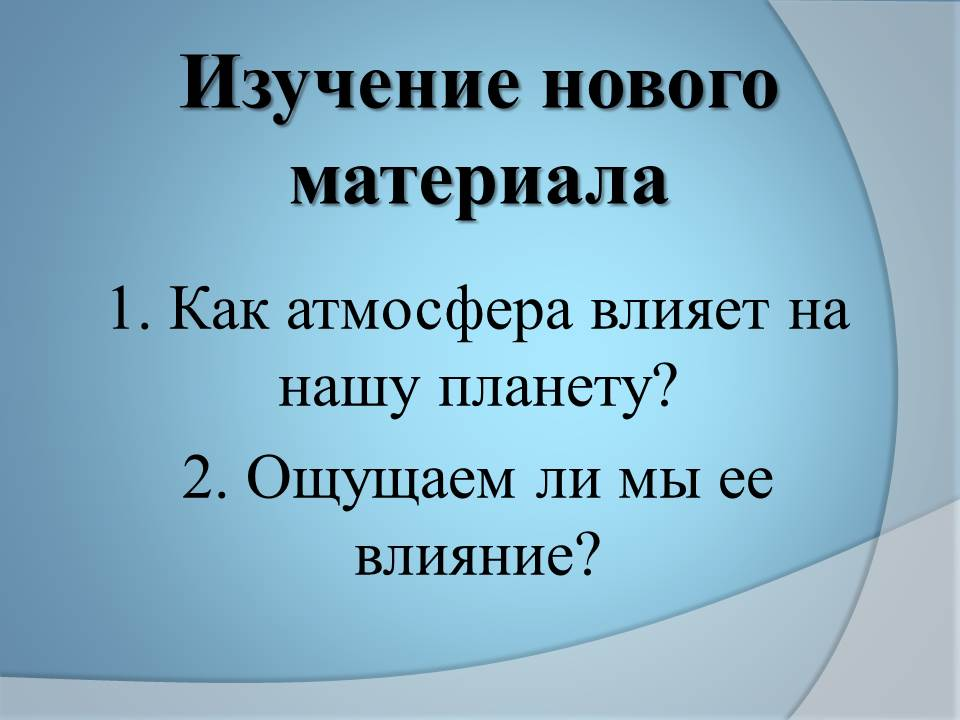 Изучение нового
материала
1. Как атмосфера влияет на
нашу планету?
2. Ощущаем ли мы ее
влияние?